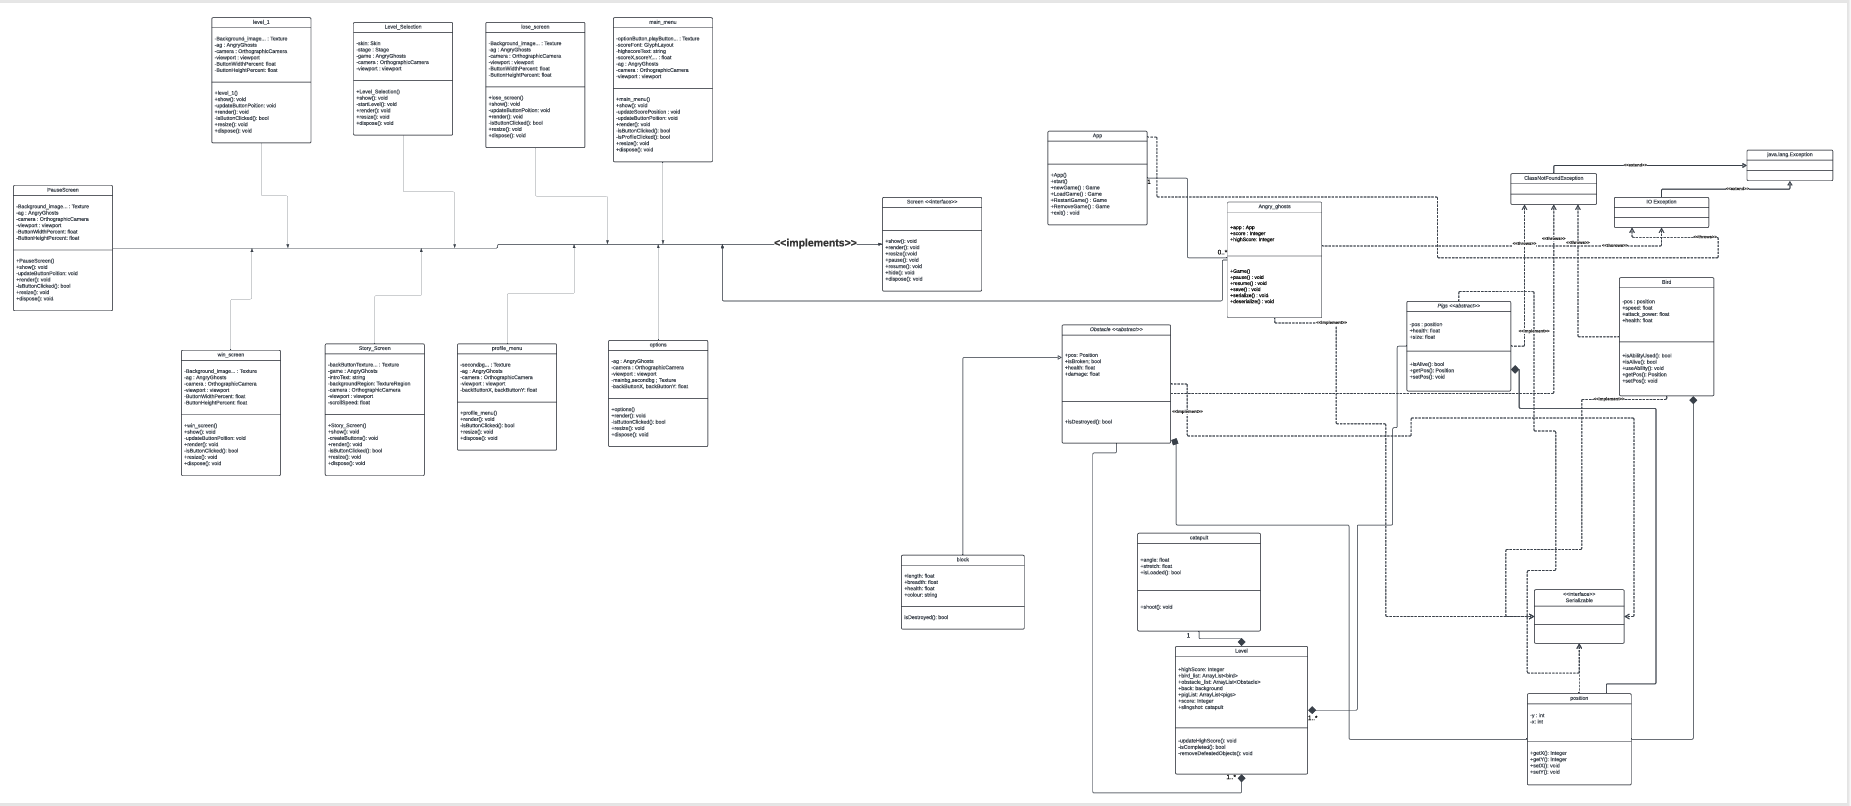 level_1
-Background_image... : Texture
-ag : AngryGhosts
-camera : OrthographicCamera
-viewport : viewport
-ButtonWidthPercent: float
-ButtonHeightPercent: float
+level_1()
+show(): void
-updateButtonPoition: void
+render(): void
-isButtonClicked(): bool
+resize(): void
+dispose(): void
Level_Selection
-skin: Skin
-stage : Stage
-game : AngryGhosts
-camera : OrthographicCamera
-viewport : viewport
+Level_Selection()
+show(): void
-startLevel(): void
+render(): void
+resize(): void
+dispose(): void
lose_screen
-Background_image... : Texture
-ag : AngryGhosts
-camera : OrthographicCamera
-viewport : viewport
-ButtonWidthPercent: float
-ButtonHeightPercent: float
+lose_screen()
+show(): void
-updateButtonPoition: void
+render(): void
-isButtonClicked(): bool
+resize(): void
+dispose(): void
main_menu
-optionButton,playButton... : Texture
-scoreFont: GlyphLayout
-highscoreText: string
-scoreX,scoreY... : float
-ag : AngryGhosts
-camera : OrthographicCamera
-viewport : viewport
+main_menu()
+show(): void
-updateScorePosition : void
-updateButtonPoition: void
+render(): void
-isButtonClicked(): bool
-isProfileClicked(): bool
+resize(): void
+dispose(): void
PauseScreen
-Background_image... : Texture
-ag : AngryGhosts
-camera : OrthographicCamera
-viewport : viewport
-ButtonWidthPercent: float
-ButtonHeightPercent: float
+PauseScreen()
+show(): void
-updateButtonPoition: void
+render(): void
-isButtonClicked(): bool
+resize(): void
+dispose(): void
<<implements>>
Screen <<interface>>
+show(): void
+render(): void
+resize():void
+pause(): void
+resume(): void
+hide(): void
+dispose(): void
win_screen
-Background_image... : Texture
-ag : AngryGhosts
-camera : OrthographicCamera
-viewport : viewport
-ButtonWidthPercent: float
-ButtonHeightPercent: float
+win_screen()
+show(): void
-updateButtonPoition: void
+render(): void
-isButtonClicked(): bool
+resize(): void
+dispose(): void
Story_Screen
-backButtonTexture... : Texture
-game : AngryGhosts
-introText: string
-backgroundRegion: TextureRegion
-camera : OrthographicCamera
-viewport : viewport
-scrollSpeed: float
+Story_Screen()
+show(): void
-createButtons(): void
+render(): void
-isButtonClicked(): bool
+resize(): void
+dispose(): void
profile_menu
-secondbg... : Texture
-ag : AngryGhosts
-camera : OrthographicCamera
-viewport : viewport
-backButtonX, backButtonY: float
+profile_menu()
+render(): void
-isButtonClicked(): bool
+resize(): void
+dispose(): void
options
-ag : AngryGhosts
-camera : OrthographicCamera
-viewport : viewport
-mainbg,secondbg : Texture
-backButtonX, backButtonY: float
+options()
+render(): void
-isButtonClicked(): bool
+resize(): void
+dispose(): void
App
+App()
+start()
+newGame() : Game
+LoadGame() : Game
+RestartGame() : Game
+RemoveGame() : Game
+exit() : void
1
0..*
Angry_ghosts
+app : App
+score : Integer
+highScore: Integer
+Game()
+pause() : void
+resume() : void
+save() : void
+serialize() : void
+deserialize(): void
<<implement>>
java.lang.Exception
<<extend>>
ClassNotFoundException
<<extend>>
IO Exception
<<throws>>
<<throws>>
<<throws>>
<<throws>>
<<throws>>
Bird
-pos : position
+speed: float
+attack_power: float
+health: float
+isAbilityUsed(): bool
+isAlive(): bool
+useAbility(): void
+getPos(): Position
+setPos(): void
<<implement>>
Pigs <<abstract>>
-pos : position
+health: float
+size: float
+isAlive(): bool
+getPos(): Position
+setPos(): void
<<implement>>
Obstacle <<abstract>>
+pos: Position
+isBroken: bool
+health: float
+damage: float
+isDestroyed(): bool
<<implement>>
block
+length: float
+breadth: float
+health: float
+colour: string
isDestroyed(): bool
catapult
+angle: float
+stretch: float
+isLoaded(): bool
+shoot(): void
1
Level
+highScore: Integer
+bird_list: ArrayList<bird>
+obstacle_list: ArrayList<Obstacle>
+back: background
+pigList: ArrayList<pigs>
+score: Integer
+slingshot: catapult
-updateHighScore(): void
-isCompleted(): bool
-removeDefeatedObjects(): void
1..*
1..*
<<interface>>
Serializable
position
-y : int
-x: int
+getX(): Integer
+getY(): Integer
+setX(): void
+setY(): void